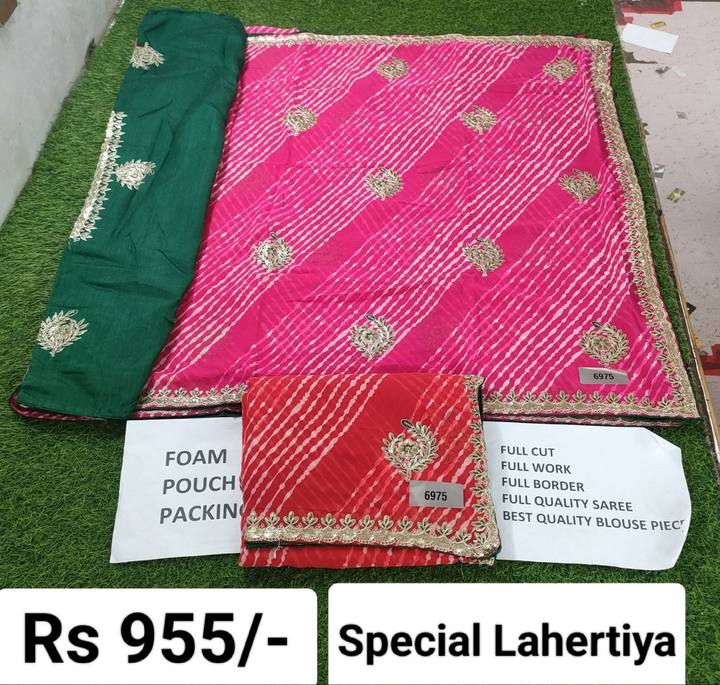 6975
FOAM
POUCH
PACKING
6975
FULL CUT
FULL WORK
FULL BORDER
FULL QUALITY SAREE
BEST QUALITY BLOUSE PIEC
Rs 955/-
Special Lahertiya